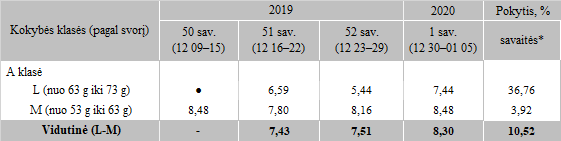 Kokybės klasės (pagal svorį) 2019 2020 Pokytis, %
50 sav. (12 09–15) 51 sav. (12 16–22) 52 sav. (12 23–29) 1 sav. (12 30–01 05) savaitės*
A klasė
L (nuo 63 g iki 73 g) ● 6,59 5,44 7,44 36,76
M (nuo 53 g iki 63 g) 8,48 7,80 8,16 8,48 3,92
Vidutinė (L-M) - 7,43 7,51 8,30 10,52